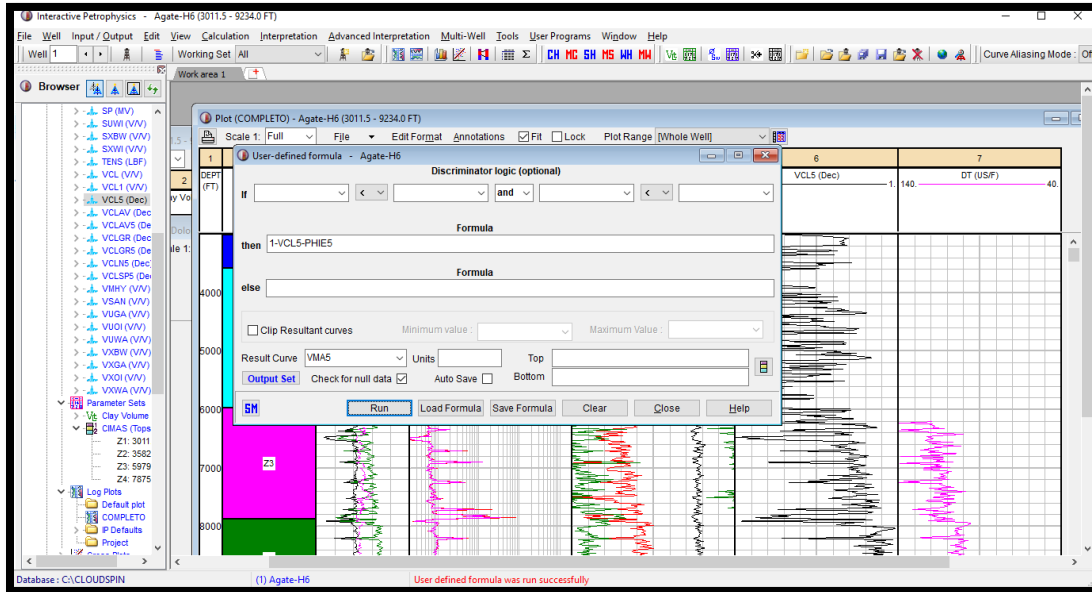 Interactive Petrophysics - Agate-H6 (3011.5 - 9234.0 FT)
File Well Input / Output Edit View Calculation Interpretation Advanced Interpretation Multi-Well Tools User Programs Window Help
Well 1 Working Set All Σ CH MC SH MS WH MW Curve Aliasing Mode : Off
Browser
Work area 1
SP (MV)
SUWI (V/V)
SXBW (V/V)
SXWI (V/V)
TENS (LBF)
VCL (V/V)
VCL1 (V/V)
VCL5 (Dec)
VCLAV (Dec
VCLAV5 (De
VCLGR (Dec
VCLGR5 (De
VCLN5 (Dec
VCLSP5 (De
VMHY (V/V)
VSAN (V/V)
VUGA (V/V)
VUOI (V/V)
VUWA (V/V)
VXBW (V/V)
VXGA (V/V)
VXOI (V/V)
VXWA (V/V)
Parameter Sets
Clay Volume
CIMAS (Tops
Z1: 3011
Z2: 3582
Z3: 5979
Z4: 7875
Log Plots
Default plot
COMPLETO
IP Defaults
Project
Plot (COMPLETO) - Agate-H6 (3011.5 - 9234.0 FT)
Scale 1: Full File Edit Format Annotations Fit Lock Plot Range [Whole Well]
1 6 7
DEPT
(FT)
VCL5 (Dec) 1.
DT (US/F)
140. 40.
2
4000
5000
6000
7000
8000
Z3
User-defined formula - Agate-H6
Discriminator logic (optional)
If < and <
Formula
then 1-VCL5-PHIE5
Formula
else
Clip Resultant curves Minimum value : Maximum Value :
Result Curve VMA5 Units Top
Output Set Check for null data Auto Save Bottom
SM Run Load Formula Save Formula Clear Close Help
Database : C:\CLOUDSPIN (1) Agate-H6 User defined formula was run successfully